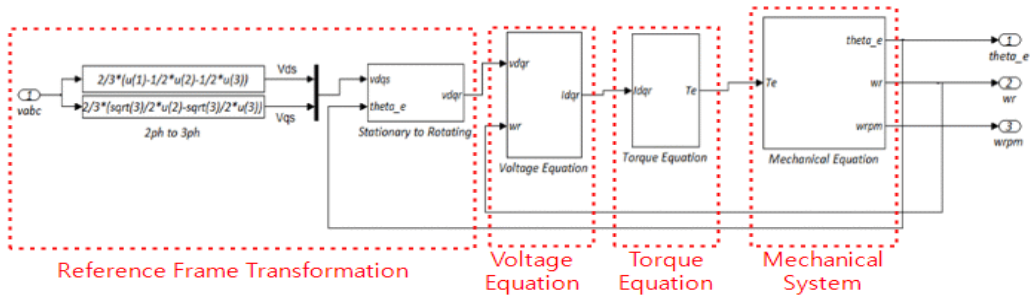 1
vabc
2/3*(u(1)-1/2*u(2)-1/2*u(3))
2/3*(sqrt(3)/2*u(2)-sqrt(3)/2*u(3))
2ph to 3ph
Vds
Vqs
vdqs
theta_e
vdqr
Stationary to Rotating
vdqr
wr
Idqr
Voltage Equation
Idqr
Te
Torque Equation
Te
theta_e
wr
wrpm
Mechanical Equation
1
theta_e
2
wr
3
wrpm
Reference Frame Transformation
Voltage
Equation
Torque
Equation
Mechanical
System